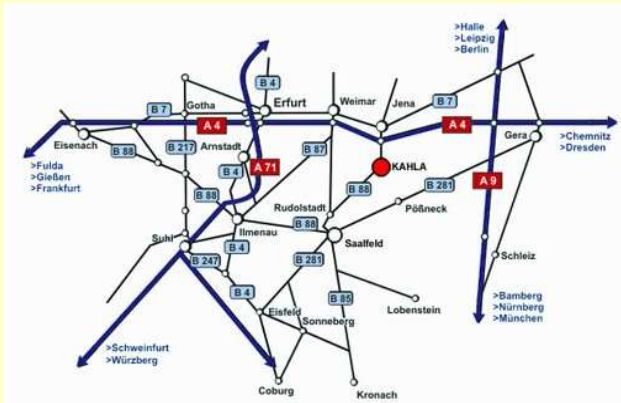 >Halle
>Leipzig
>Berlin
B 4
B 7
Gotha
Erfurt
Weimar
Jena
B 7
A 4
A 4
Eisenach
B 217
Arnstadt
B 87
Gera
>Chemnitz
>Dresden
B 88
A 71
KAHLA
>Fulda
>Gießen
>Frankfurt
B 4
B 88
B 88
B 281
A 9
Rudolstadt
Pößneck
Ilmenau
B 88
Suhl
B 4
Saalfeld
B 247
B 281
Schleiz
B 4
B 85
Lobenstein
>Bamberg
>Nürnberg
>München
Eisfeld
Sonneberg
>Schweinfurt
>Würzberg
Coburg
Kronach